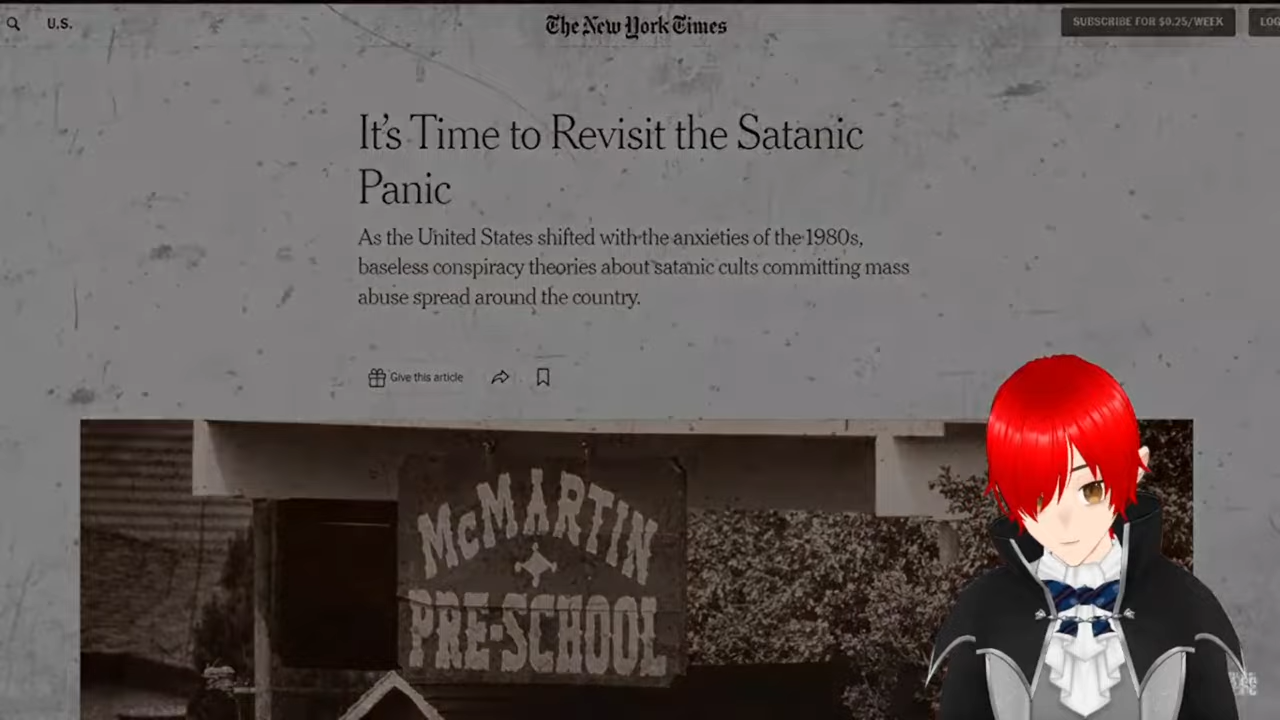 U.S.
The New York Times
SUBSCRIBE FOR $0.25/WEEK
LOG
It's Time to Revisit the Satanic
Panic
As the United States shifted with the anxieties of the 1980s,
baseless conspiracy theories about satanic cults committing mass
abuse spread around the country.
Give this article
McMARTIN
PRE-SCHOOL